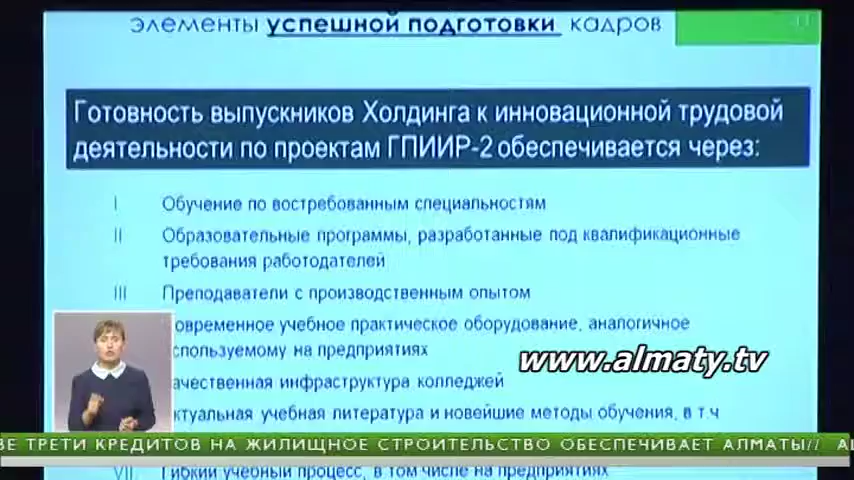 элементы успешной подготовки кадров
Готовность выпускников Холдинга к инновационной трудовой
деятельности по проектам ГПИИР-2 обеспечивается через:
I Обучение по востребованным специальностям
II Образовательные программы, разработанные под квалификационные
требования работодателей
III Преподаватели с производственным опытом
овременное учебное практическое оборудование, аналогичное
спользуемому на предприятиях
www.almaty.tv
ачественная инфраструктура колледжей
ктуальная учебная литература и новейшие методы обучения, в т.ч
ВЕ ТРЕТИ КРЕДИТОВ НА ЖИЛИЩНОЕ СТРОИТЕЛЬСТВО ОБЕСПЕЧИВАЕТ АЛМАТЫ//
VII. Гибкий учебный процесс, в том числе на предприятиях